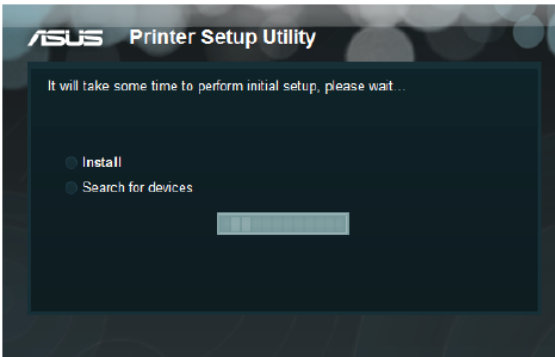 ASUS Printer Setup Utility
It will take some time to perform initial setup, please wait...
Install
Search for devices